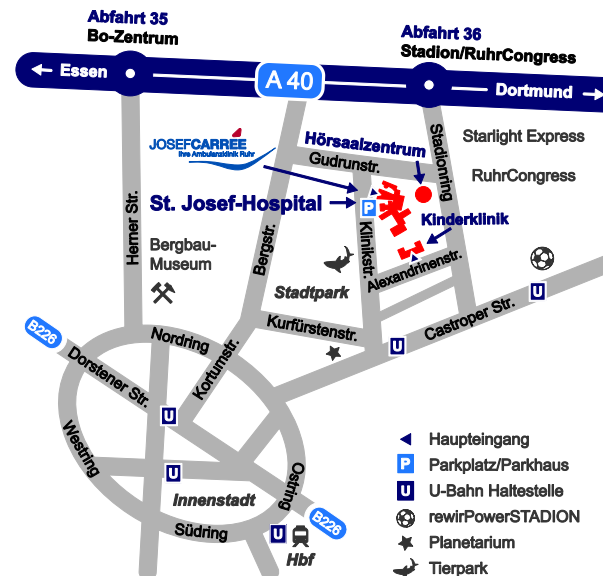 Abfahrt 35
Bo-Zentrum
Abfahrt 36
Stadion/RuhrCongress
Essen
A 40
Dortmund
JOSEFCARREE
Ihre Ambulanzklinik Ruhr
Hörsaalzentrum
Gudrunstr.
Stadionring
Starlight Express
RuhrCongress
St. Josef-Hospital
P
Kinderklinik
Herner Str.
Bergstr.
Klinikstr.
Bergbau-
Museum
Stadtpark
Alexandrinenstr.
U
Castroper Str.
Kurfürstenstr.
U
B226
Nordring
Dorstener Str.
Kortumstr.
U
Westring
U
Innenstadt
Ostring
Südring
B226
U
Hbf
Haupteingang
P
Parkplatz/Parkhaus
U
U-Bahn Haltestelle
rewirPowerSTADION
Planetarium
Tierpark